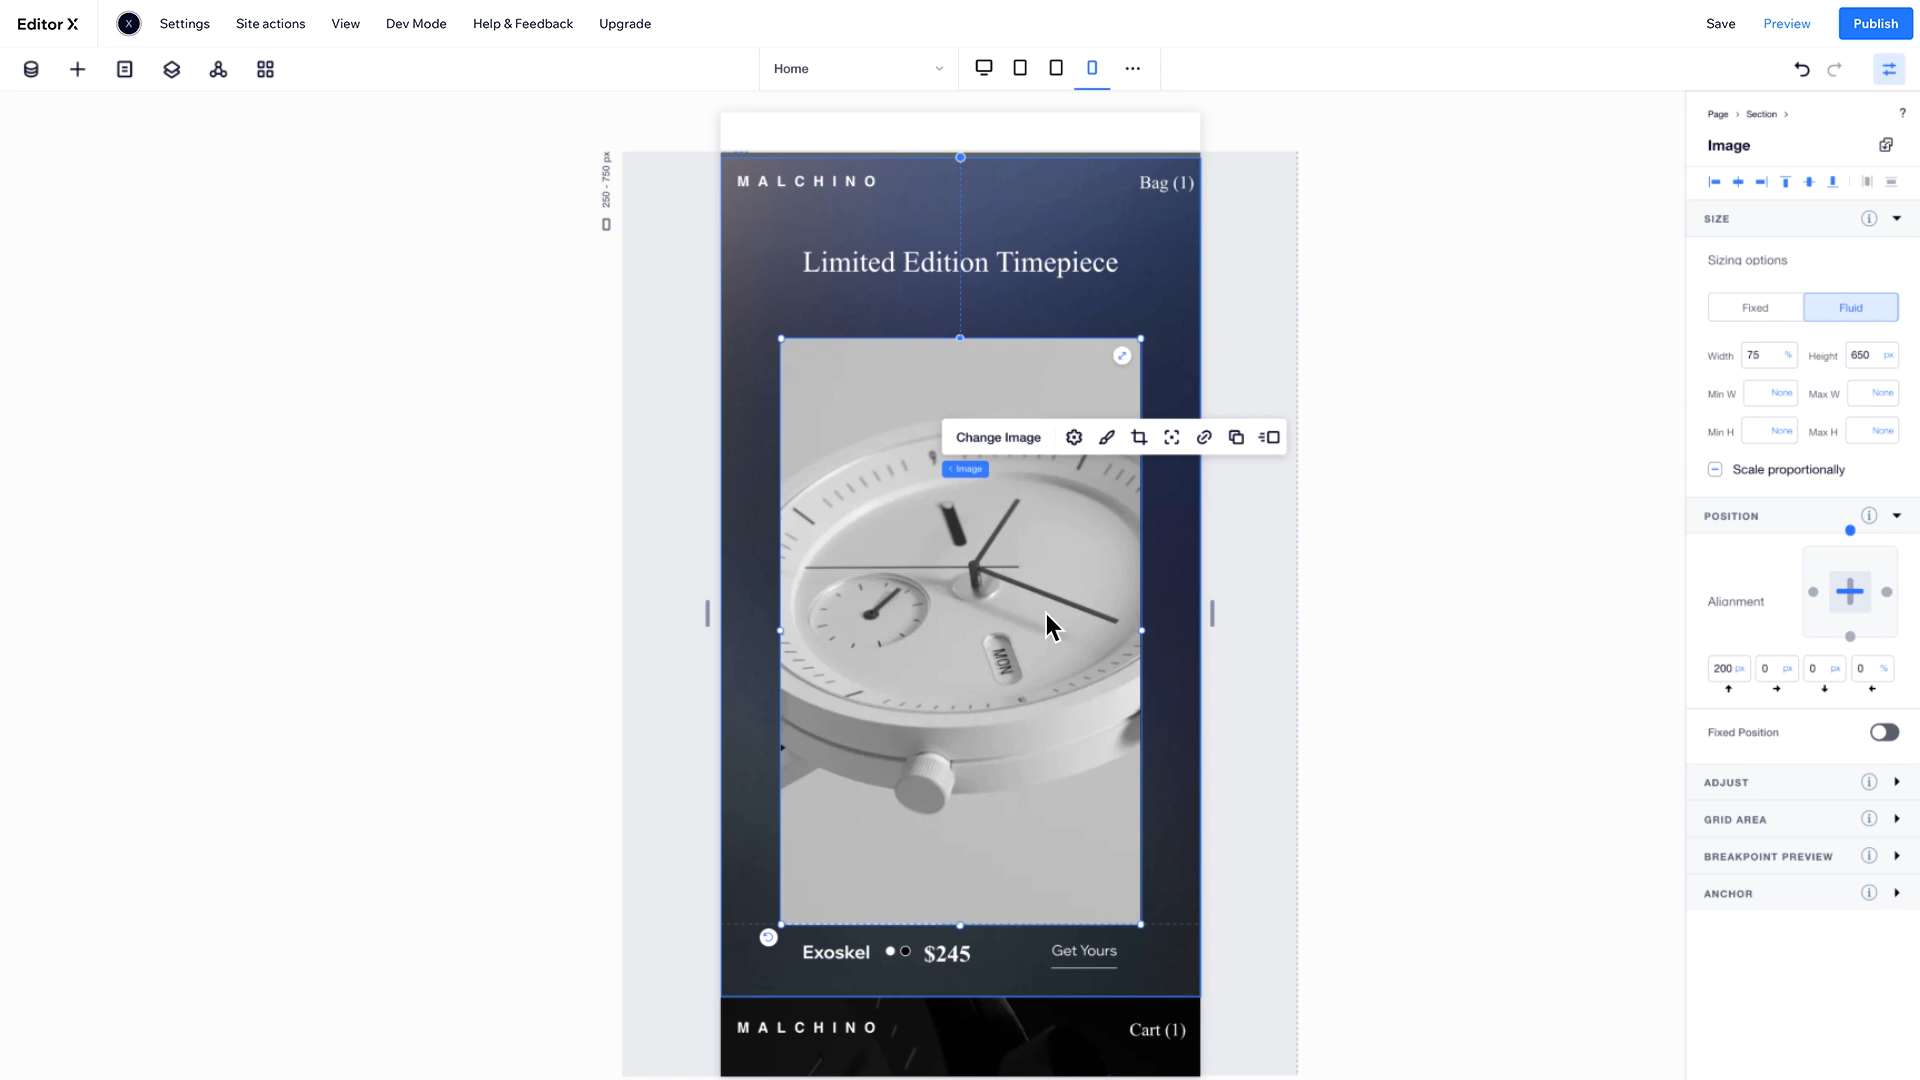 Editor X
X
Settings
Site actions
View
Dev Mode
Help & Feedback
Upgrade
Save
Preview
Publish
Home
Page > Section >
?
Image
250 - 750 px
MALCHINO
Bag (1)
Limited Edition Timepiece
Change Image
< Image
MON
Exoskel
$245
Get Yours
MALCHINO
Cart (1)
SIZE
Sizing options
Fixed
Fluid
Width 75 % Height 650 px
Min W None Max W None
Min H None Max H None
Scale proportionally
POSITION
Alignment
200 px 0 px 0 px 0 %
Fixed Position
ADJUST
GRID AREA
BREAKPOINT PREVIEW
ANCHOR